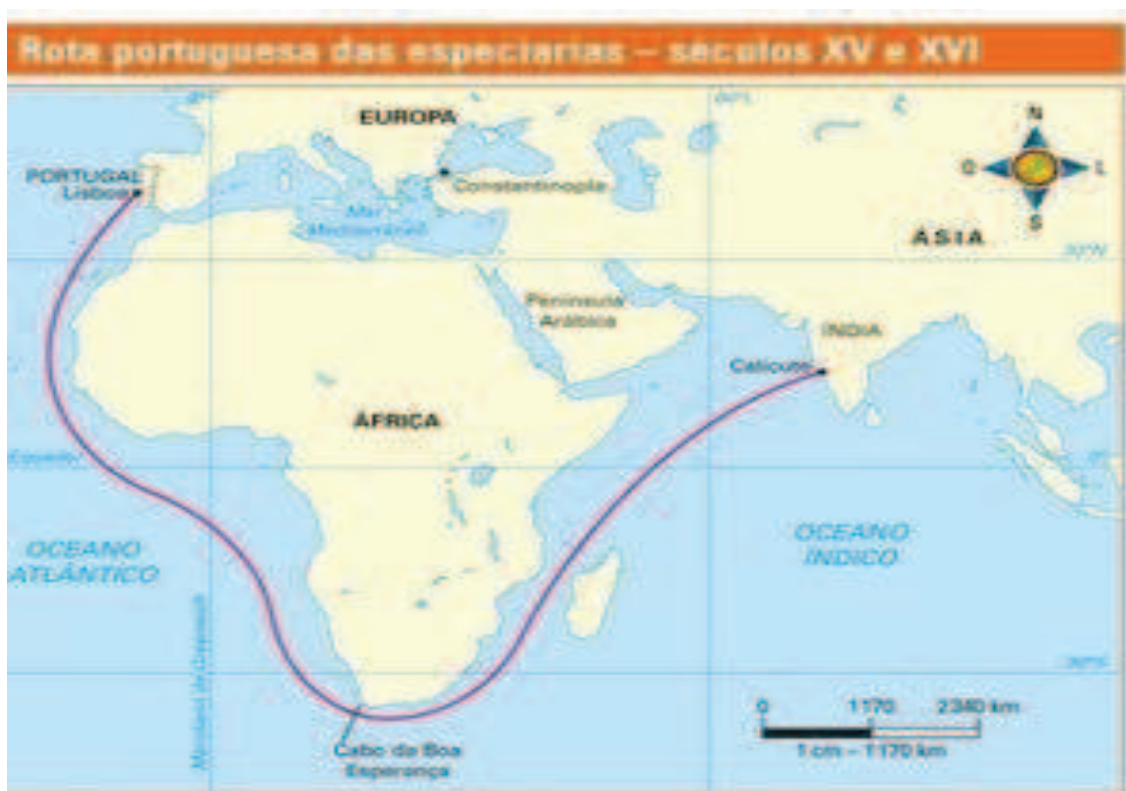 Rota portuguesa das especiarias – séculos XV e XVI
EUROPA
N
PORTUGAL
Lisboa
Constantinopla
O
L
Mar
Mediterrâneo
S
ÁSIA
Península
Arábica
ÍNDIA
Calicute
ÁFRICA
Equador
OCEANO
ATLÂNTICO
OCEANO
ÍNDICO
Meridiano de Greenwich
30°S
0 1170 2340 km
1 cm – 1170 km
Cabo da Boa
Esperança